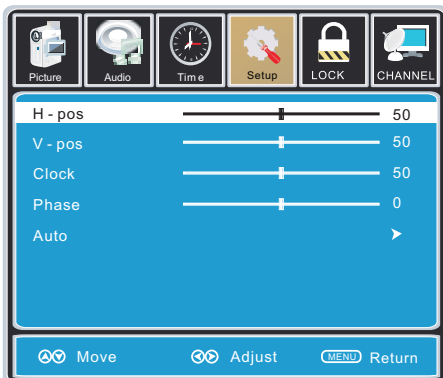 Picture Audio Time Setup LOCK CHANNEL
H - pos 50
V - pos 50
Clock 50
Phase 0
Auto
Move Adjust MENU Return